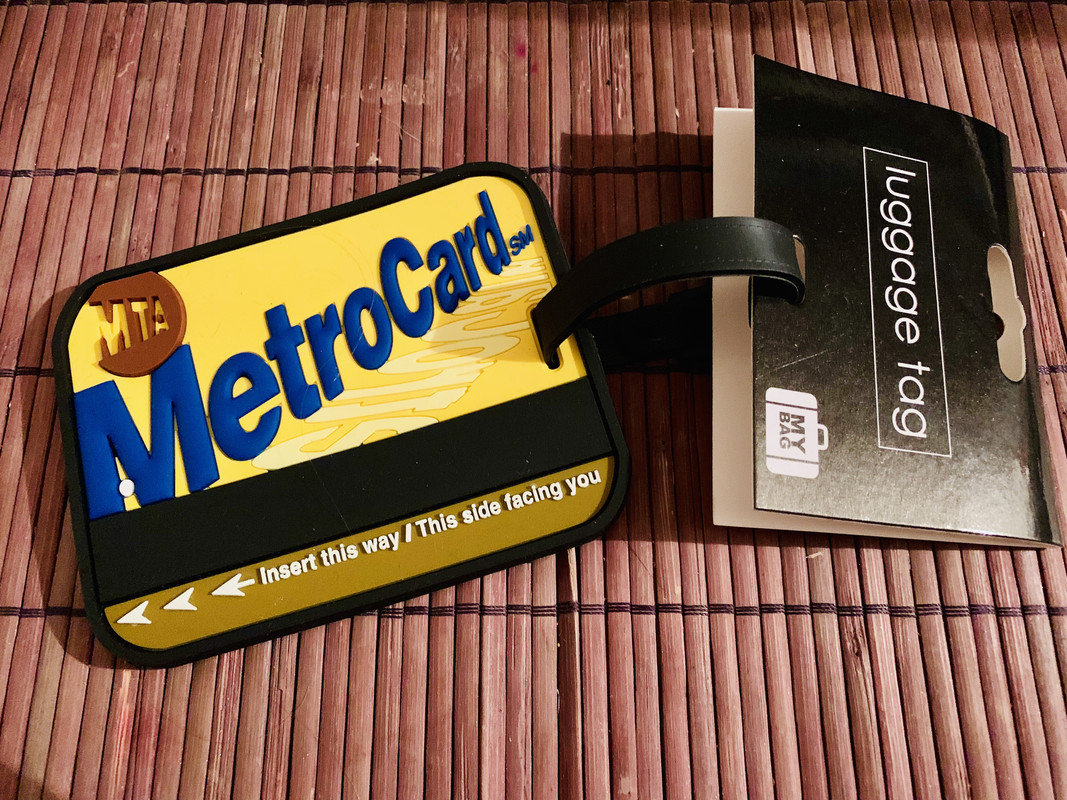 MTA
MetroCard SM
Insert this way / This side facing you
luggage tag
MY
BAG